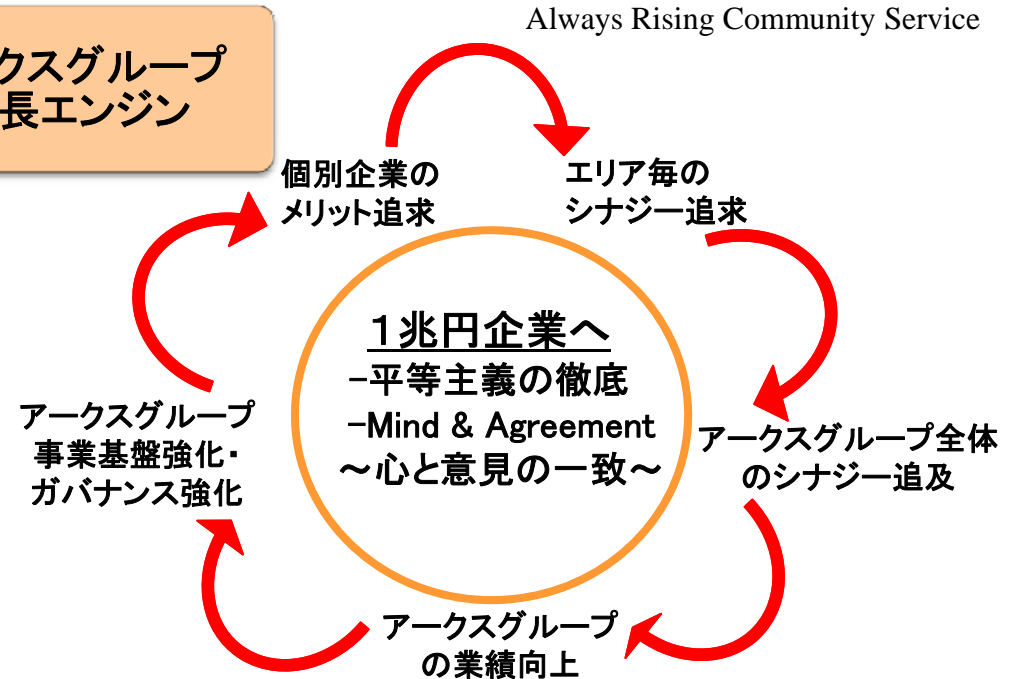 Always Rising Community Service
クスグループ
長エンジン
個別企業の
メリット追求
エリア毎の
シナジー追求
１兆円企業へ
-平等主義の徹底
-Mind & Agreement
～心と意見の一致～
アークスグループ全体
のシナジー追及
アークスグループ
の業績向上
アークスグループ
事業基盤強化・
ガバナンス強化